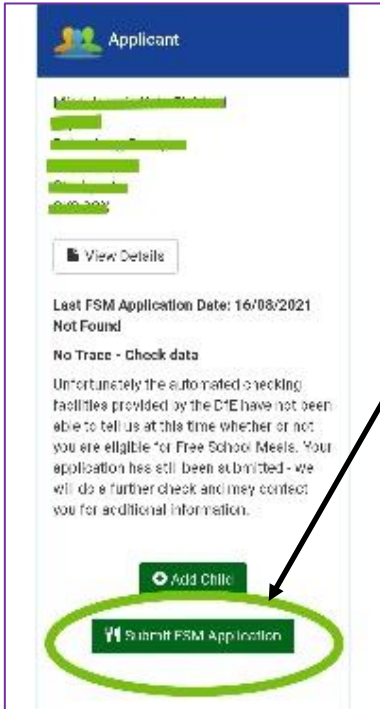 Applicant
View Details
Last FSM Application Date: 16/08/2021
Not Found
No Trace - Check data
Unfortunately the automated checking
facilities provided by the DfE have not been
able to tell us at this time whether or not
you are eligible for Free School Meals. Your
application has still been submitted - we
will do a further check and may contact
you for additional information.
Add Child
Submit FSM Application